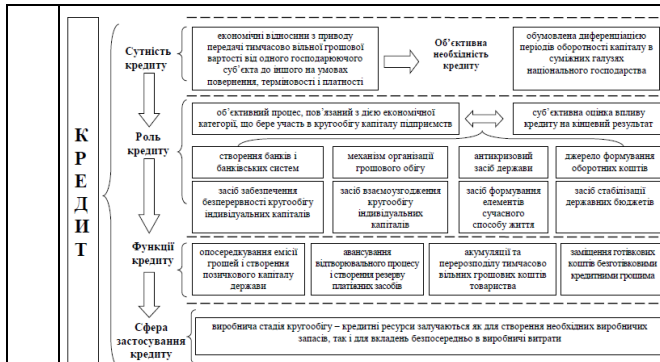 КРЕДИТ
Сутність
кредиту
економічні відносини з приводу
передачі тимчасово вільної грошової
вартості від одного господарюючого
суб'єкта до іншого на умовах
повернення, терміновості і платності
Об'єктивна
необхідність
кредиту
обумовлена диференціацією
періодів оборотності капіталу в
суміжних галузях
національного господарства
Роль
кредиту
об'єктивний процес, пов'язаний з дією економічної
категорії, що бере участь в кругообігу капіталу підприємств
суб'єктивна оцінка впливу
кредиту на кінцевий результат
створення банків і
банківських систем
механізм організації
грошового обігу
антикризовий
засіб держави
джерело формування
оборотних коштів
засіб забезпечення
безперервності кругообігу
індивідуальних капіталів
засіб взаємоузгодження
кругообігу
індивідуальних
капіталів
засіб формування
елементів
сучасного
способу життя
засіб стабілізації
державних бюджетів
Функції
кредиту
опосередкування емісії
грошей і створення
позичкового капіталу
держави
авансування
відтворювального процесу
і створення резерву
платіжних засобів
акумуляції та
перерозподілу тимчасово
вільних грошових коштів
товариства
заміщення готівкових
коштів безготівковими
кредитними грошима
Сфера
застосування
кредиту
виробнича стадія кругообігу – кредитні ресурси залучаються як для створення необхідних виробничих
запасів, так і для вкладень безпосередньо в виробничі витрати